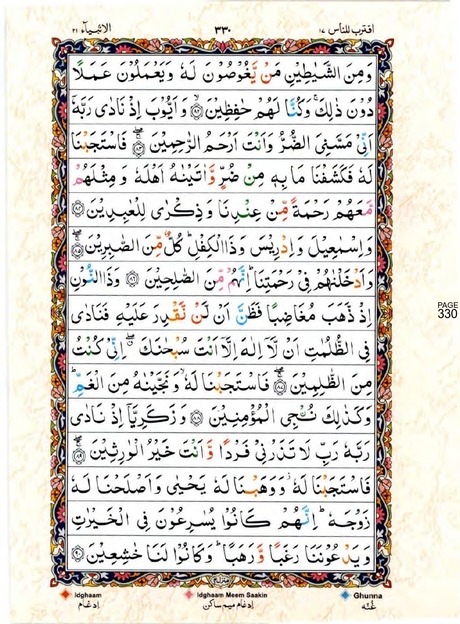 اقترب للناس ١٧ ٣٣٠ الانبيآء ٢١
وَمِنَ الشَّيٰطِيْنِ مَنْ يَّغُوْصُوْنَ لَهٗ وَيَعْمَلُوْنَ عَمَلًا
دُوْنَ ذٰلِكَ ۚ وَكُنَّا لَهُمْ حٰفِظِيْنَ ﴿٨٢﴾ وَاَيُّوْبَ اِذْ نَادٰى رَبَّهٗٓ
اَنِّيْ مَسَّنِيَ الضُّرُّ وَاَنْتَ اَرْحَمُ الرّٰحِمِيْنَ ﴿٨٣﴾ فَاسْتَجَبْنَا
لَهٗ فَكَشَفْنَا مَا بِهٖ مِنْ ضُرٍّ وَّاٰتَيْنٰهُ اَهْلَهٗ وَمِثْلَهُمْ
مَّعَهُمْ رَحْمَةً مِّنْ عِنْدِنَا وَذِكْرٰى لِلْعٰبِدِيْنَ ﴿٨٤﴾
وَاِسْمٰعِيْلَ وَاِدْرِيْسَ وَذَا الْكِفْلِ ؕ كُلٌّ مِّنَ الصّٰبِرِيْنَ ﴿٨٥﴾
وَاَدْخَلْنٰهُمْ فِيْ رَحْمَتِنَا ؕ اِنَّهُمْ مِّنَ الصّٰلِحِيْنَ ﴿٨٦﴾ وَذَا النُّوْنِ
اِذْ ذَّهَبَ مُغَاضِبًا فَظَنَّ اَنْ لَّنْ نَّقْدِرَ عَلَيْهِ فَنَادٰى
فِي الظُّلُمٰتِ اَنْ لَّآ اِلٰهَ اِلَّآ اَنْتَ سُبْحٰنَكَ ۖ اِنِّيْ كُنْتُ
مِنَ الظّٰلِمِيْنَ ﴿٨٧﴾ فَاسْتَجَبْنَا لَهٗ ۙ وَنَجَّيْنٰهُ مِنَ الْغَمِّ ؕ
وَكَذٰلِكَ نُـْۨجِي الْمُؤْمِنِيْنَ ﴿٨٨﴾ وَزَكَرِيَّآ اِذْ نَادٰى
رَبَّهٗ رَبِّ لَا تَذَرْنِيْ فَرْدًا وَّاَنْتَ خَيْرُ الْوٰرِثِيْنَ ﴿٨٩﴾
فَاسْتَجَبْنَا لَهٗ ۫ وَوَهَبْنَا لَهٗ يَحْيٰى وَاَصْلَحْنَا لَهٗ
زَوْجَهٗ ؕ اِنَّهُمْ كَانُوْا يُسٰرِعُوْنَ فِي الْخَيْرٰتِ
وَيَدْعُوْنَنَا رَغَبًا وَّرَهَبًا ؕ وَكَانُوْا لَنَا خٰشِعِيْنَ ﴿٩٠﴾
منزل ٤
PAGE
330
Idghaam Idghaam Meem Saakin Ghunna
ادغام ادغام میم ساکن غنّه